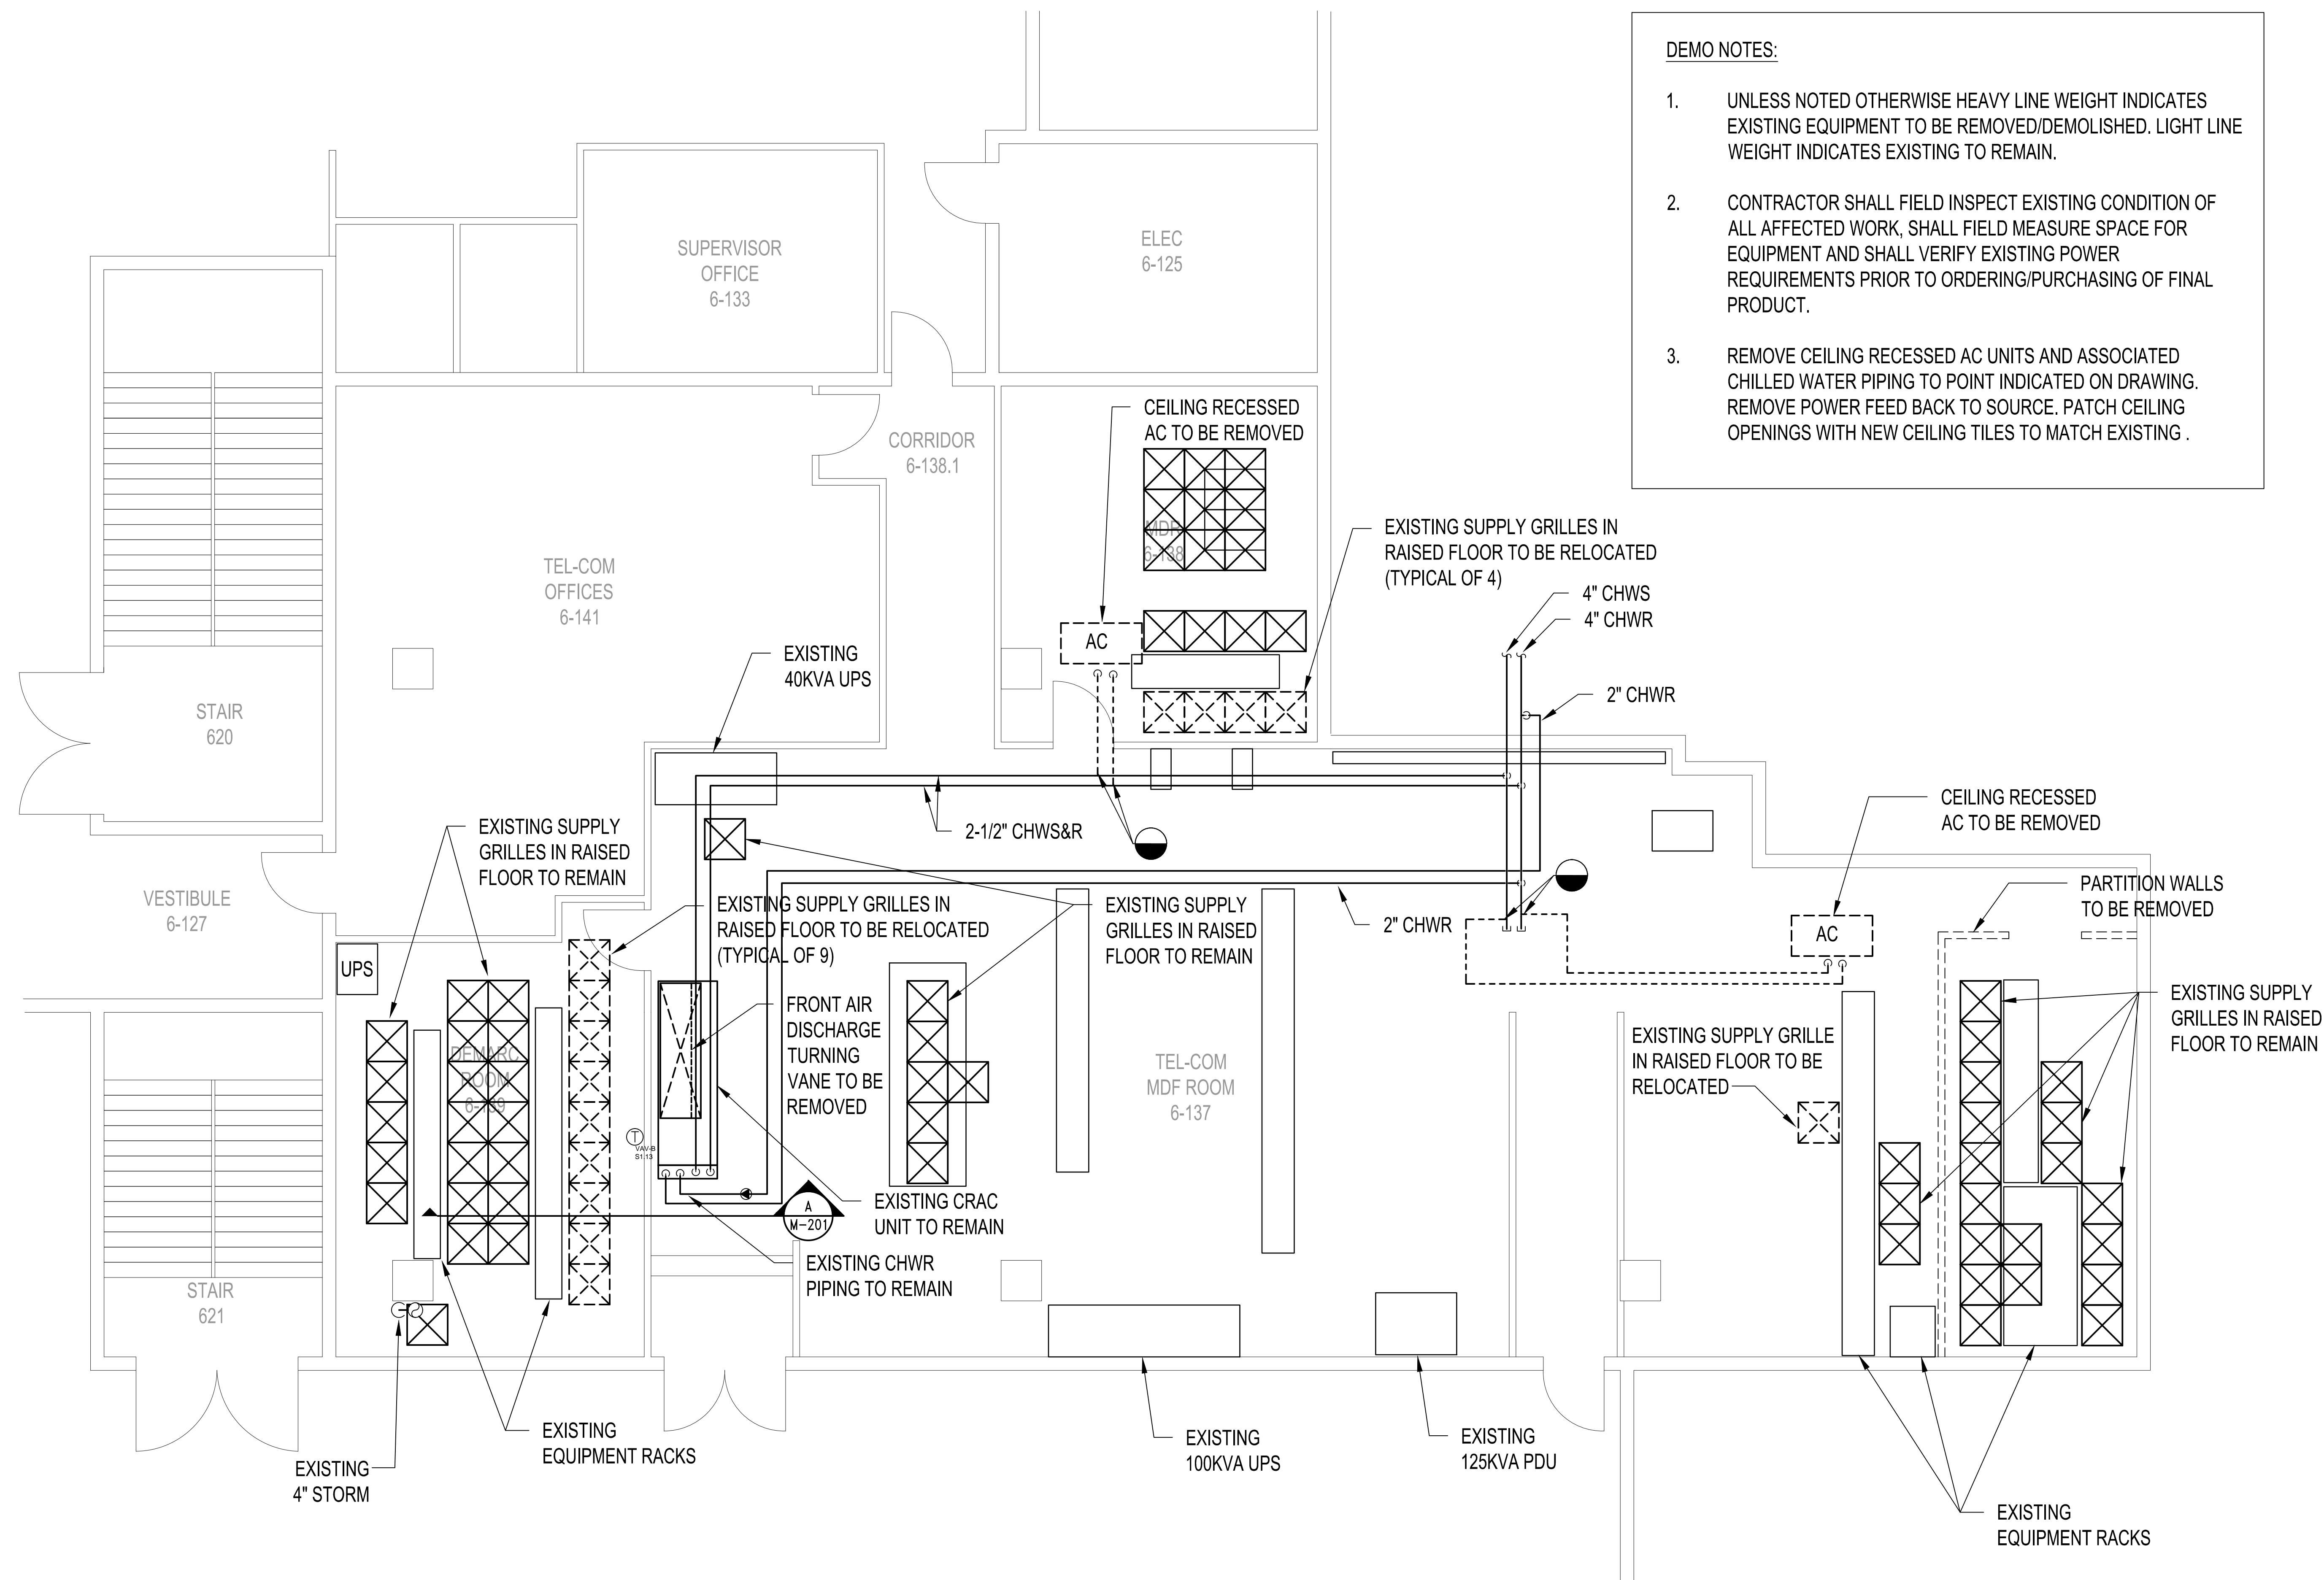 DEMO NOTES:
1. UNLESS NOTED OTHERWISE HEAVY LINE WEIGHT INDICATES
EXISTING EQUIPMENT TO BE REMOVED/DEMOLISHED. LIGHT LINE
WEIGHT INDICATES EXISTING TO REMAIN.
2. CONTRACTOR SHALL FIELD INSPECT EXISTING CONDITION OF
ALL AFFECTED WORK, SHALL FIELD MEASURE SPACE FOR
EQUIPMENT AND SHALL VERIFY EXISTING POWER
REQUIREMENTS PRIOR TO ORDERING/PURCHASING OF FINAL
PRODUCT.
3. REMOVE CEILING RECESSED AC UNITS AND ASSOCIATED
CHILLED WATER PIPING TO POINT INDICATED ON DRAWING.
REMOVE POWER FEED BACK TO SOURCE. PATCH CEILING
OPENINGS WITH NEW CEILING TILES TO MATCH EXISTING .
SUPERVISOR
OFFICE
6-133
ELEC
6-125
CEILING RECESSED
AC TO BE REMOVED
CORRIDOR
6-138.1
MDR
6-138
EXISTING SUPPLY GRILLES IN
RAISED FLOOR TO BE RELOCATED
(TYPICAL OF 4)
TEL-COM
OFFICES
6-141
4" CHWS
4" CHWR
AC
EXISTING
40KVA UPS
2" CHWR
STAIR
620
CEILING RECESSED
AC TO BE REMOVED
EXISTING SUPPLY
GRILLES IN RAISED
FLOOR TO REMAIN
2-1/2" CHWS&R
VESTIBULE
6-127
EXISTING SUPPLY GRILLES IN
RAISED FLOOR TO BE RELOCATED
(TYPICAL OF 9)
EXISTING SUPPLY
GRILLES IN RAISED
FLOOR TO REMAIN
2" CHWR
AC
PARTITION WALLS
TO BE REMOVED
UPS
FRONT AIR
DISCHARGE
TURNING
VANE TO BE
REMOVED
EXISTING SUPPLY
GRILLES IN RAISED
FLOOR TO REMAIN
EXISTING SUPPLY GRILLE
IN RAISED FLOOR TO BE
RELOCATED
DEMARC
ROOM
6-139
TEL-COM
MDF ROOM
6-137
T
VAV-B
S1.13
EXISTING CRAC
UNIT TO REMAIN
A
M-201
EXISTING CHWR
PIPING TO REMAIN
STAIR
621
EXISTING
EQUIPMENT RACKS
EXISTING
4" STORM
EXISTING
100KVA UPS
EXISTING
125KVA PDU
EXISTING
EQUIPMENT RACKS